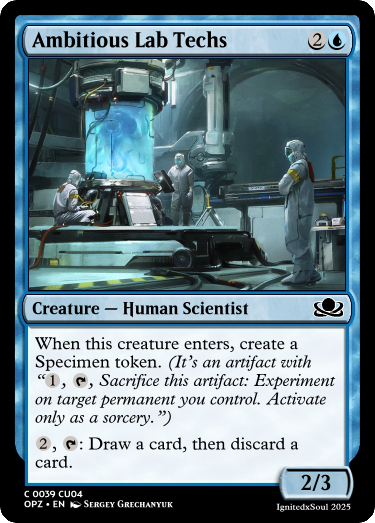 Ambitious Lab Techs 2
Creature — Human Scientist
When this creature enters, create a
Specimen token. (It's an artifact with
“1, , Sacrifice this artifact: Experiment
on target permanent you control. Activate
only as a sorcery.”)
2, : Draw a card, then discard a
card.
2/3
C 0039 CU04
OPZ • EN SERGEY GRECHANYUK
IgnitedxSoul 2025